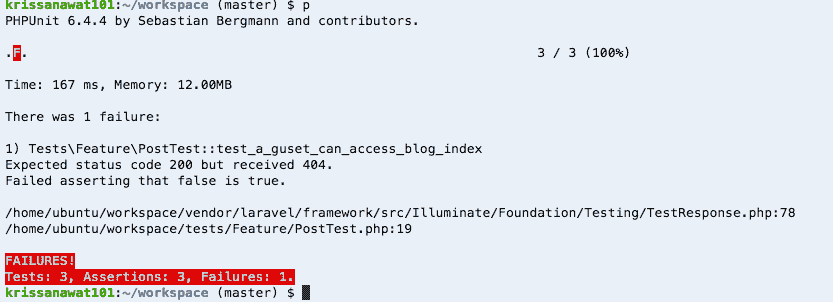 krissanawat101:~/workspace (master) $ p
PHPUnit 6.4.4 by Sebastian Bergmann and contributors.
.F. 3 / 3 (100%)
Time: 167 ms, Memory: 12.00MB
There was 1 failure:
1) Tests\Feature\PostTest::test_a_guset_can_access_blog_index
Expected status code 200 but received 404.
Failed asserting that false is true.
/home/ubuntu/workspace/vendor/laravel/framework/src/Illuminate/Foundation/Testing/TestResponse.php:78
/home/ubuntu/workspace/tests/Feature/PostTest.php:19
FAILURES!
Tests: 3, Assertions: 3, Failures: 1.
krissanawat101:~/workspace (master) $